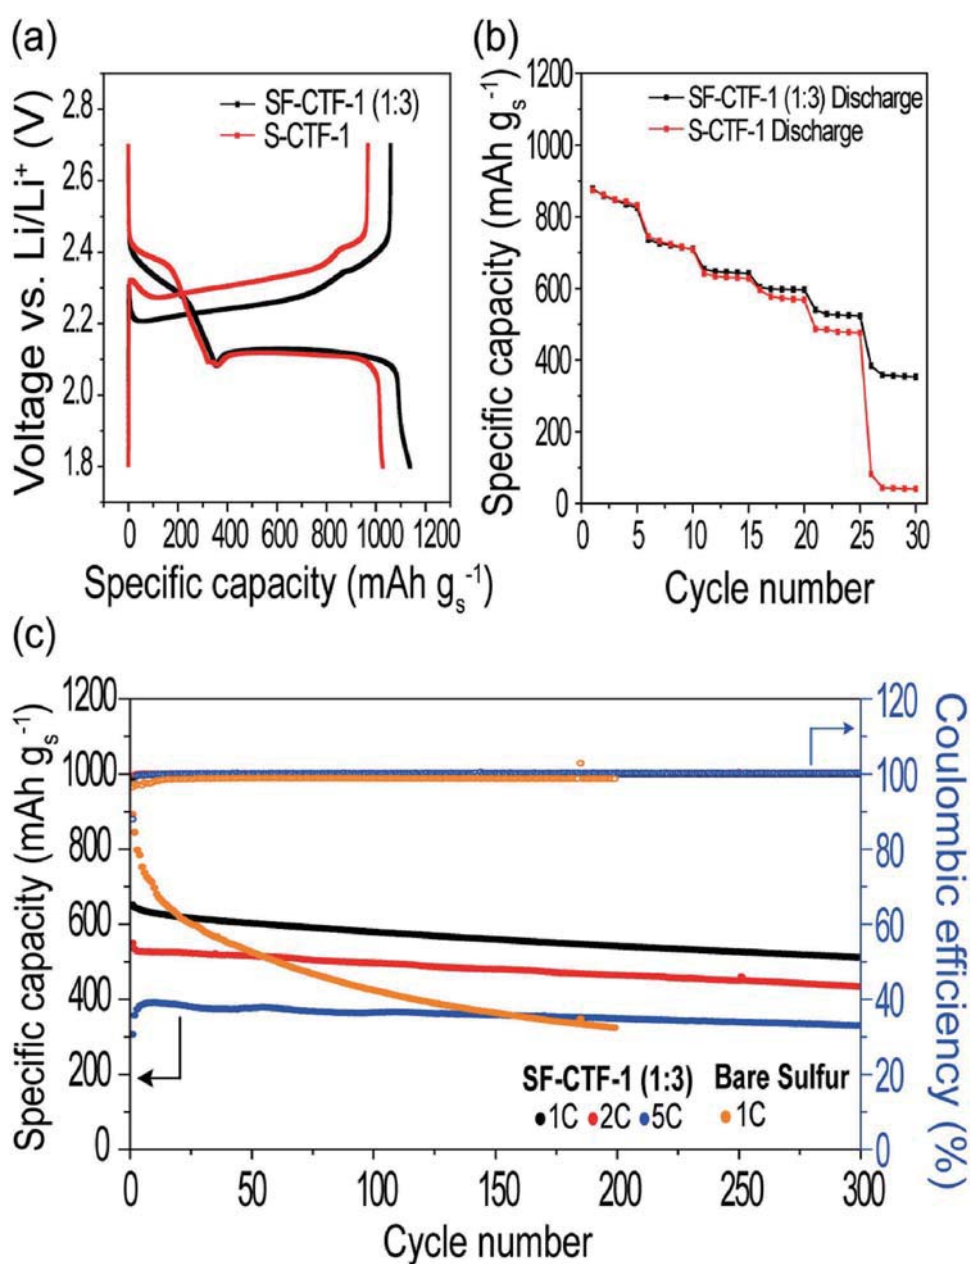 (a)
Voltage vs. Li/Li⁺ (V)
2.8
2.6
2.4
2.2
2.0
1.8
SF-CTF-1 (1:3)
S-CTF-1
0 200 400 600 800 1000 1200
Specific capacity (mAh gₛ⁻¹)
(b)
Specific capacity (mAh gₛ⁻¹)
1200
1000
800
600
400
200
0
SF-CTF-1 (1:3) Discharge
S-CTF-1 Discharge
0 5 10 15 20 25 30
Cycle number
(c)
Specific capacity (mAh gₛ⁻¹)
1200
1000
800
600
400
200
0
SF-CTF-1 (1:3) Bare Sulfur
1C 2C 5C 1C
120
100
80
60
40
20
0
Coulombic efficiency (%)
0 50 100 150 200 250 300
Cycle number